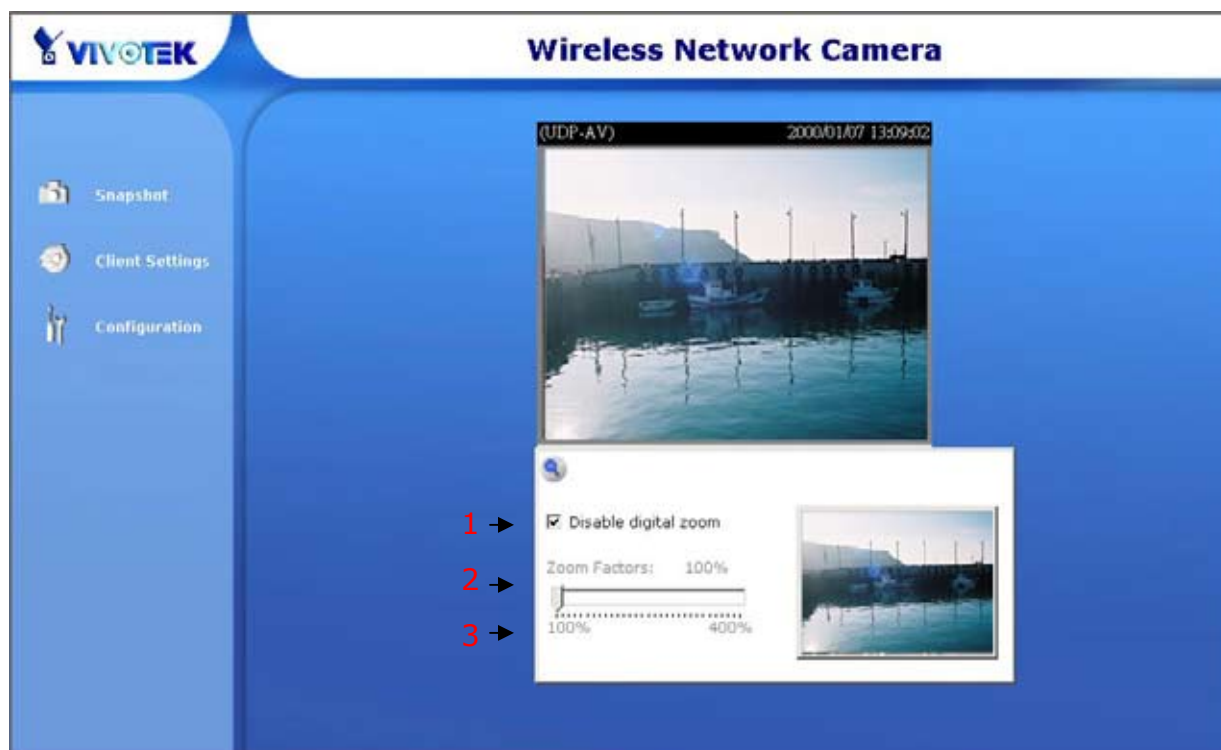 VIVOTEK
Wireless Network Camera
(UDP-AV) 2000/01/07 13:09:02
Snapshot
Client Settings
Configuration
1 Disable digital zoom
2 Zoom Factors: 100%
3 100% 400%